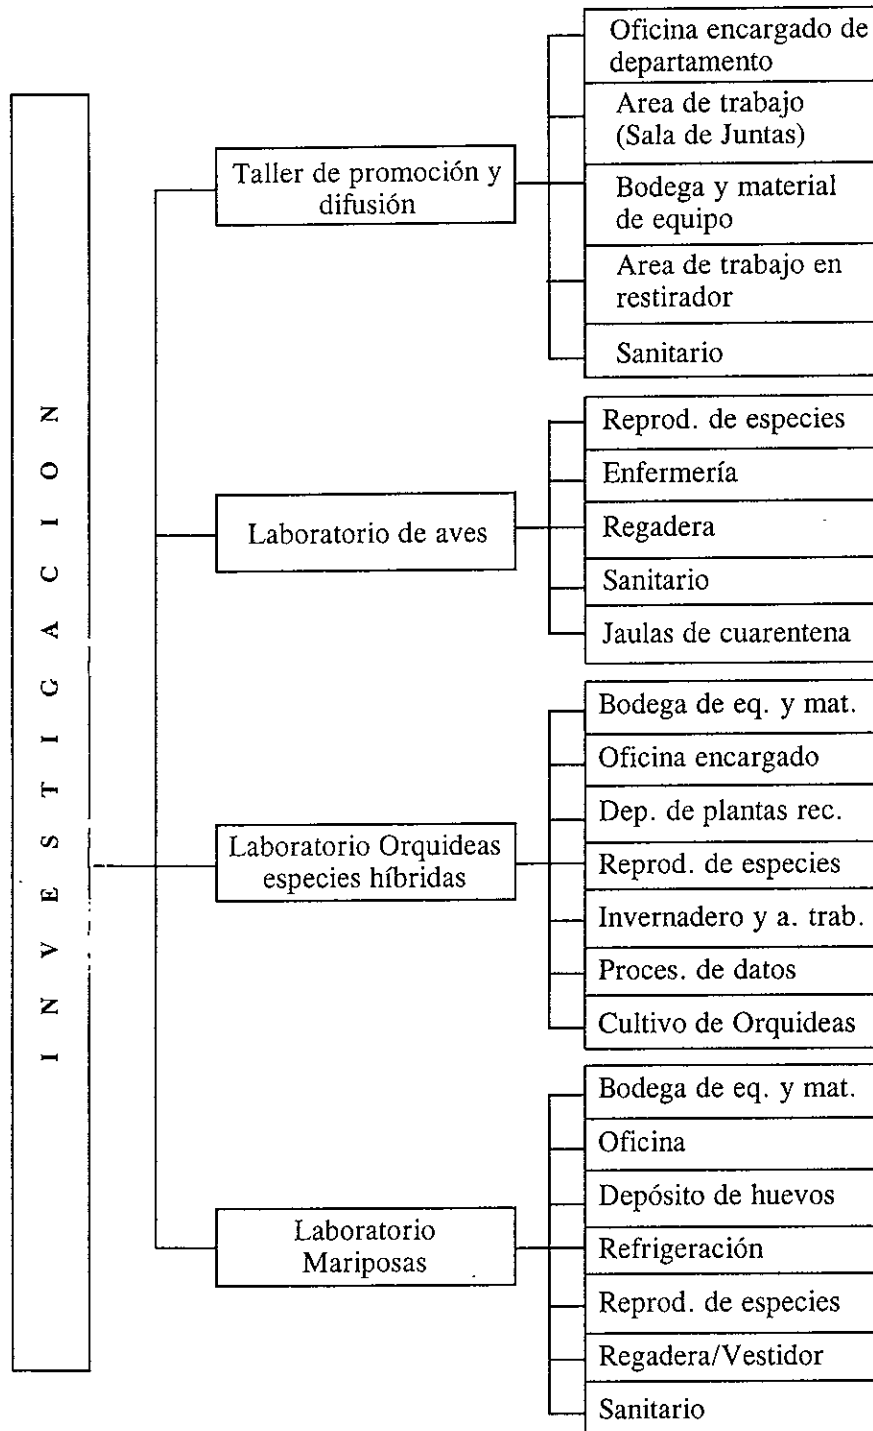 I N V E S T I G A C I O N
Taller de promoción y
difusión
Oficina encargado de
departamento
Area de trabajo
(Sala de Juntas)
Bodega y material
de equipo
Area de trabajo en
restirador
Sanitario
Laboratorio de aves
Reprod. de especies
Enfermería
Regadera
Sanitario
Jaulas de cuarentena
Laboratorio Orquideas
especies híbridas
Bodega de eq. y mat.
Oficina encargado
Dep. de plantas rec.
Reprod. de especies
Invernadero y a. trab.
Proces. de datos
Cultivo de Orquideas
Laboratorio
Mariposas
Bodega de eq. y mat.
Oficina
Depósito de huevos
Refrigeración
Reprod. de especies
Regadera/Vestidor
Sanitario